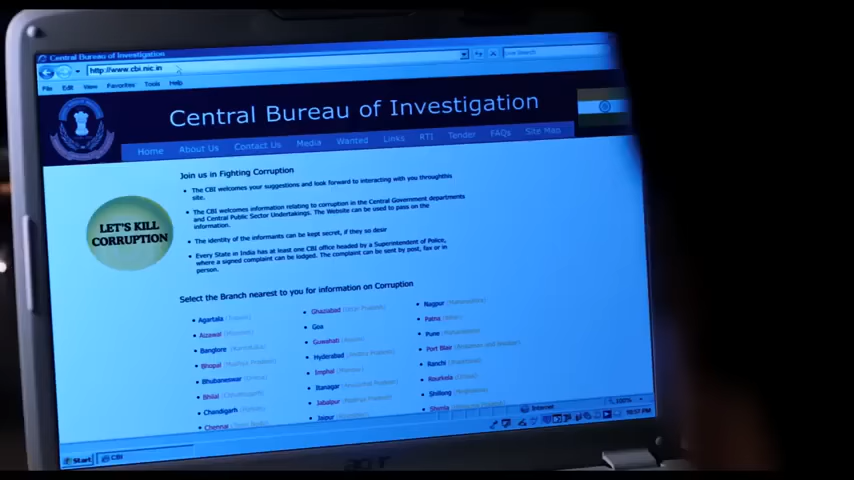 Central Bureau of Investigation
http://www.cbi.nic.in
Live Search
File Edit View Favorites Tools Help
Central Bureau of Investigation
Home About Us Contact Us Media Wanted Links RTI Tender FAQs Site Map
Join us in Fighting Corruption
The CBI welcomes your suggestions and look forward to interacting with you throughthis
site.
LET'S KILL
CORRUPTION
The CBI welcomes information relating to corruption in the Central Government departments
and Central Public Sector Undertakings. The Website can be used to pass on the
information.
The identity of the informants can be kept secret, if they so desir
Every State in India has at least one CBI office headed by a Superintendent of Police,
where a signed complaint can be lodged. The complaint can be sent by post, fax or in
person.
Select the Branch nearest to you for information on Corruption
Agartala
Aizawal
Banglore
Bhopal
Bhubaneswar
Bhilai
Chandigarh
Chennai
Ghaziabad
Goa
Guwahati
Hyderabad
Imphal
Itanagar
Jabalpur
Jaipur
Nagpur
Patna
Pune
Port Blair
Ranchi
Rourkela
Shillong
Shimla
Internet
100%
Start CBI
10:57 PM
acer